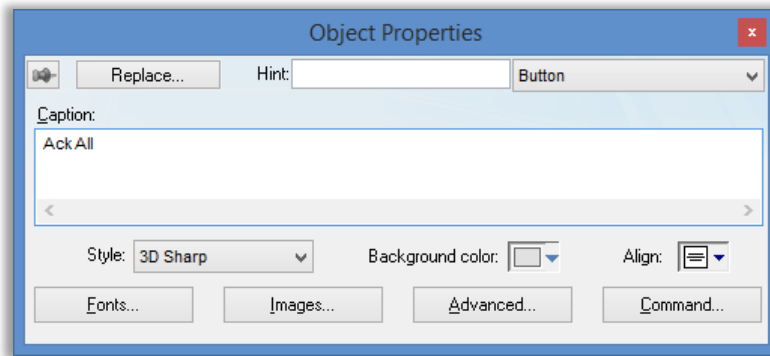 Object Properties
x
Replace... Hint: Button
Caption:
Ack All
Style: 3D Sharp Background color: Align:
Fonts... Images... Advanced... Command...